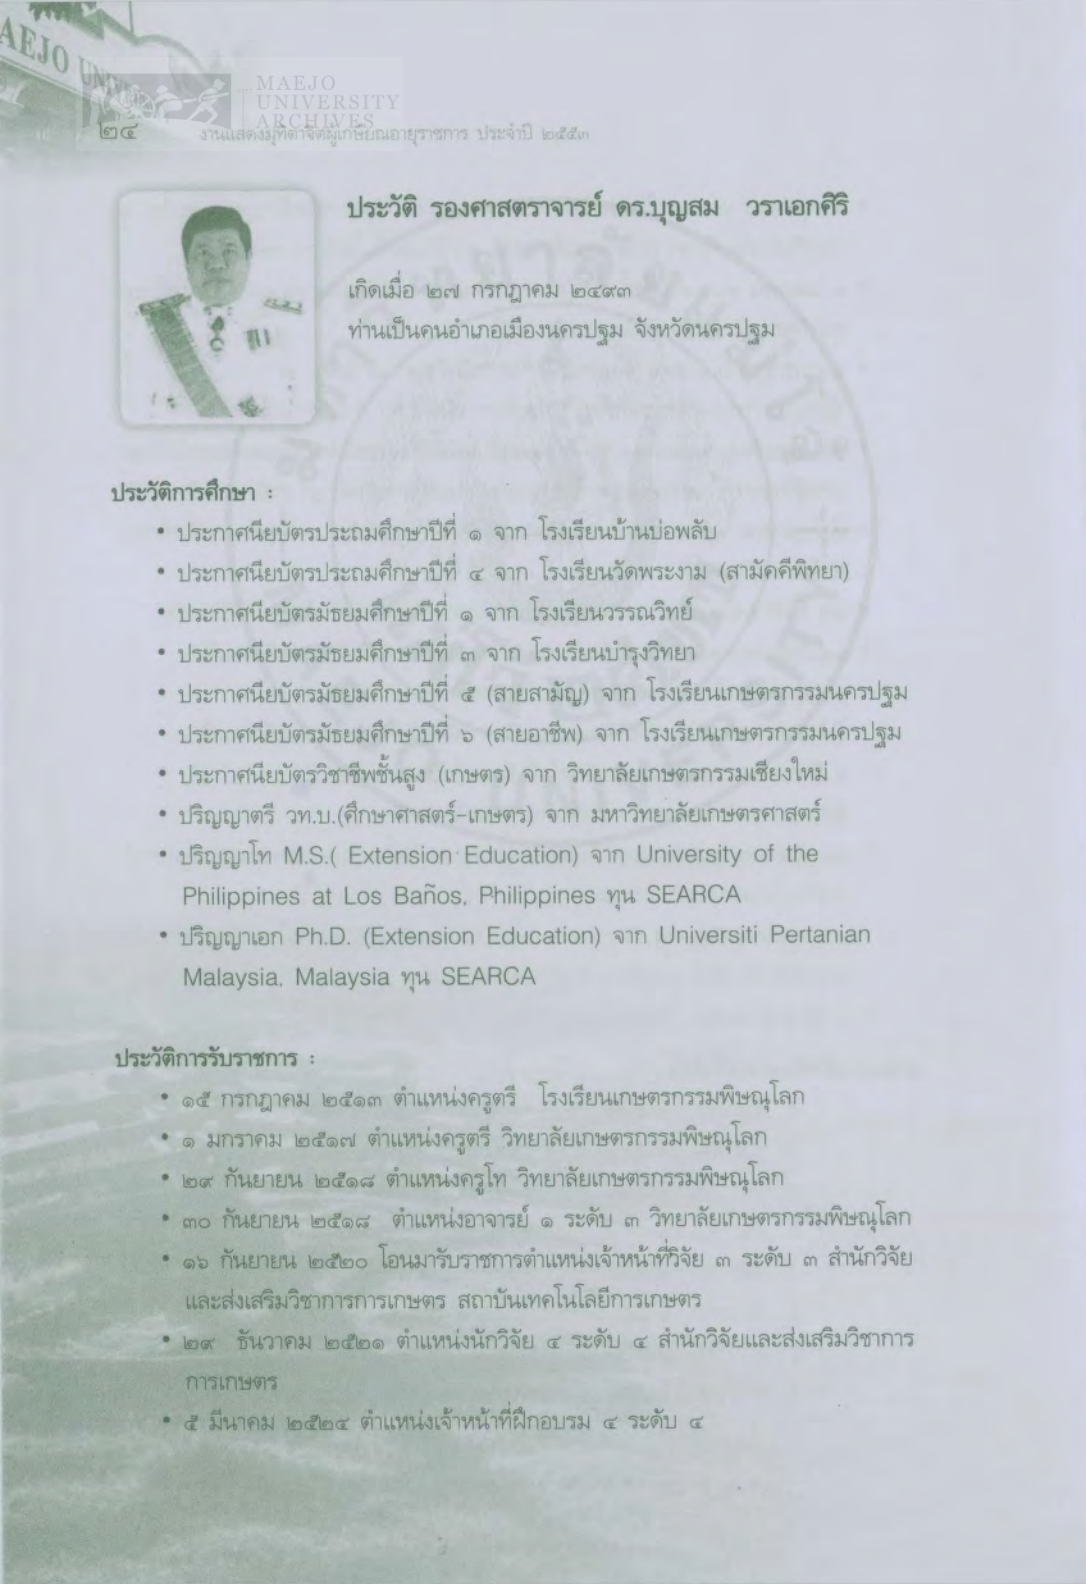 MAEJO UNIV
MAEJO
UNIVERSITY
ARCHIVES
๒๔ งานแสดงมุทิตาจิตผู้เกษียณอายุราชการ ประจำปี ๒๕๕๓
ประวัติ รองศาสตราจารย์ ดร.บุญสม วราเอกศิริ
เกิดเมื่อ ๒๗ กรกฎาคม ๒๔๙๓
ท่านเป็นคนอำเภอเมืองนครปฐม จังหวัดนครปฐม
ประวัติการศึกษา :
• ประกาศนียบัตรประถมศึกษาปีที่ ๑ จาก โรงเรียนบ้านบ่อพลับ
• ประกาศนียบัตรประถมศึกษาปีที่ ๔ จาก โรงเรียนวัดพระงาม (สามัคคีพิทยา)
• ประกาศนียบัตรมัธยมศึกษาปีที่ ๑ จาก โรงเรียนวรรณวิทย์
• ประกาศนียบัตรมัธยมศึกษาปีที่ ๓ จาก โรงเรียนบำรุงวิทยา
• ประกาศนียบัตรมัธยมศึกษาปีที่ ๕ (สายสามัญ) จาก โรงเรียนเกษตรกรรมนครปฐม
• ประกาศนียบัตรมัธยมศึกษาปีที่ ๖ (สายอาชีพ) จาก โรงเรียนเกษตรกรรมนครปฐม
• ประกาศนียบัตรวิชาชีพชั้นสูง (เกษตร) จาก วิทยาลัยเกษตรกรรมเชียงใหม่
• ปริญญาตรี วท.บ.(ศึกษาศาสตร์-เกษตร) จาก มหาวิทยาลัยเกษตรศาสตร์
• ปริญญาโท M.S.( Extension Education) จาก University of the
Philippines at Los Baños, Philippines ทุน SEARCA
• ปริญญาเอก Ph.D. (Extension Education) จาก Universiti Pertanian
Malaysia, Malaysia ทุน SEARCA
ประวัติการรับราชการ :
• ๑๕ กรกฎาคม ๒๕๑๓ ตำแหน่งครูตรี โรงเรียนเกษตรกรรมพิษณุโลก
• ๑ มกราคม ๒๕๑๗ ตำแหน่งครูตรี วิทยาลัยเกษตรกรรมพิษณุโลก
• ๒๙ กันยายน ๒๕๑๘ ตำแหน่งครูโท วิทยาลัยเกษตรกรรมพิษณุโลก
• ๓๐ กันยายน ๒๕๑๘ ตำแหน่งอาจารย์ ๑ ระดับ ๓ วิทยาลัยเกษตรกรรมพิษณุโลก
• ๑๖ กันยายน ๒๕๒๐ โอนมารับราชการตำแหน่งเจ้าหน้าที่วิจัย ๓ ระดับ ๓ สำนักวิจัย
และส่งเสริมวิชาการการเกษตร สถาบันเทคโนโลยีการเกษตร
• ๒๙ ธันวาคม ๒๕๒๑ ตำแหน่งนักวิจัย ๔ ระดับ ๔ สำนักวิจัยและส่งเสริมวิชาการ
การเกษตร
• ๕ มีนาคม ๒๕๒๔ ตำแหน่งเจ้าหน้าที่ฝึกอบรม ๔ ระดับ ๔